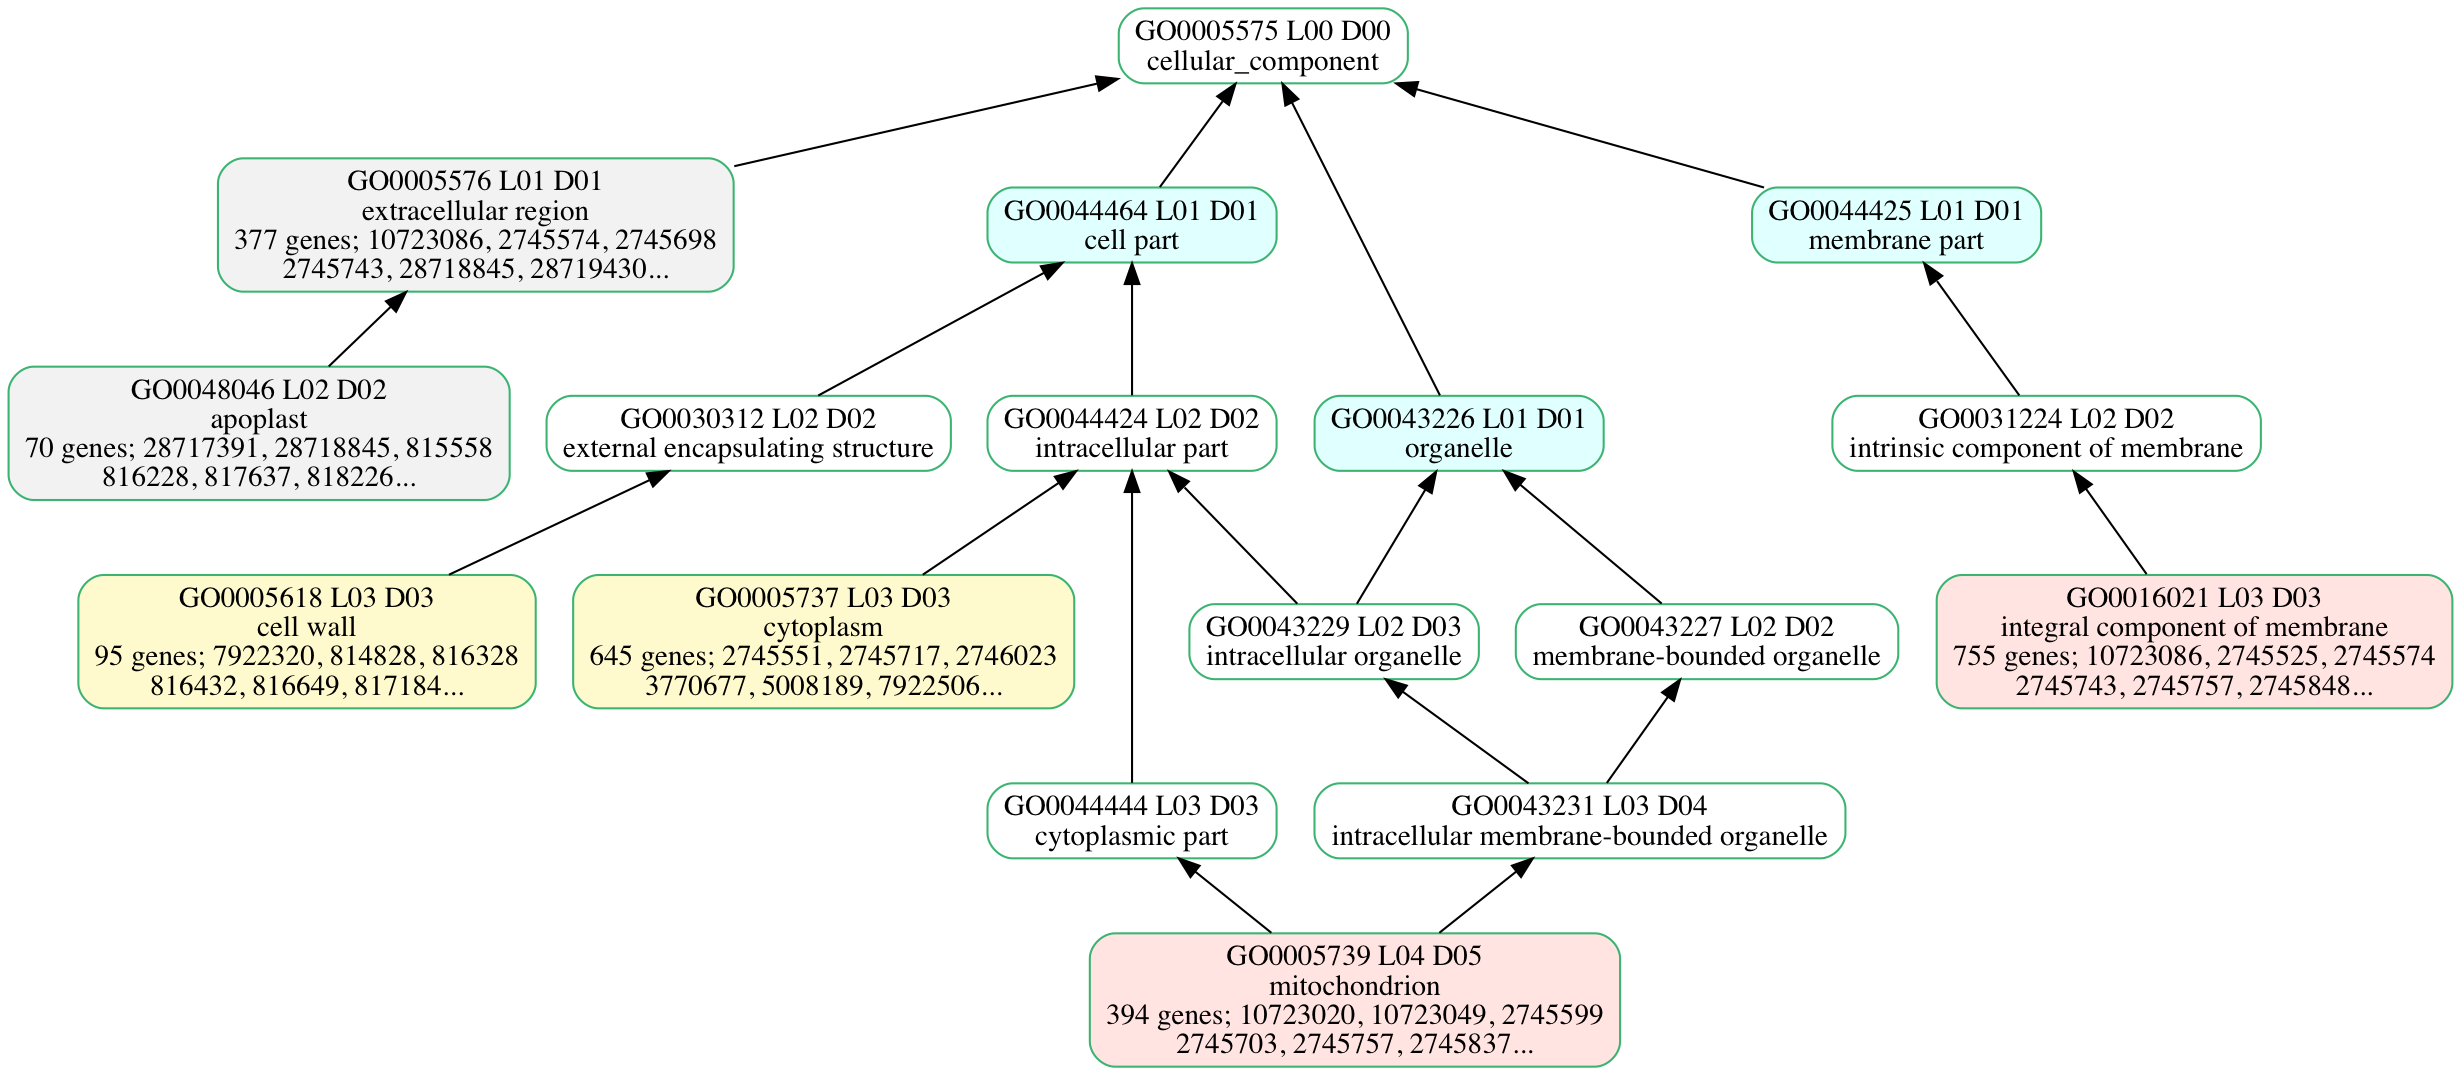 GO0005575 L00 D00
cellular_component
GO0005576 L01 D01
extracellular region
377 genes; 10723086, 2745574, 2745698
2745743, 28718845, 28719430...
GO0044464 L01 D01
cell part
GO0044425 L01 D01
membrane part
GO0048046 L02 D02
apoplast
70 genes; 28717391, 28718845, 815558
816228, 817637, 818226...
GO0030312 L02 D02
external encapsulating structure
GO0044424 L02 D02
intracellular part
GO0043226 L01 D01
organelle
GO0031224 L02 D02
intrinsic component of membrane
GO0005618 L03 D03
cell wall
95 genes; 7922320, 814828, 816328
816432, 816649, 817184...
GO0005737 L03 D03
cytoplasm
645 genes; 2745551, 2745717, 2746023
3770677, 5008189, 7922506...
GO0043229 L02 D03
intracellular organelle
GO0043227 L02 D02
membrane-bounded organelle
GO0016021 L03 D03
integral component of membrane
755 genes; 10723086, 2745525, 2745574
2745743, 2745757, 2745848...
GO0044444 L03 D03
cytoplasmic part
GO0043231 L03 D04
intracellular membrane-bounded organelle
GO0005739 L04 D05
mitochondrion
394 genes; 10723020, 10723049, 2745599
2745703, 2745757, 2745837...